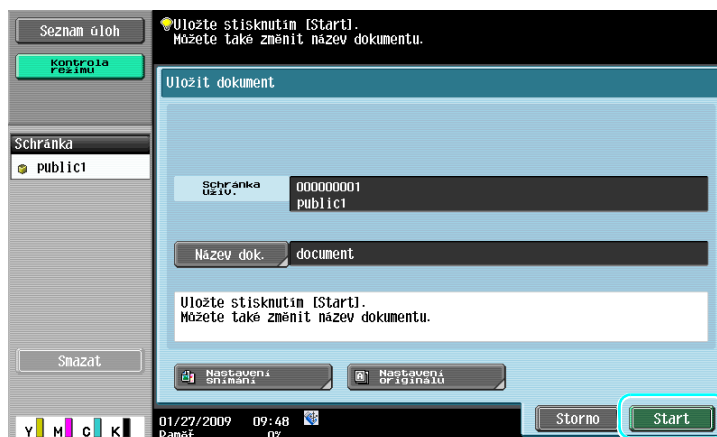 Seznam úloh
Uložte stisknutím [Start].
Můžete také změnit název dokumentu.
Kontrola
režimu
Uložit dokument
Schránka
public1
Schránka
uživ.
000000001
public1
Název dok.
document
Uložte stisknutím [Start].
Můžete také změnit název dokumentu.
Smazat
Nastavení
snímání
Nastavení
originálu
Y M C K
01/27/2009 09:48
Paměť 0%
Storno
Start